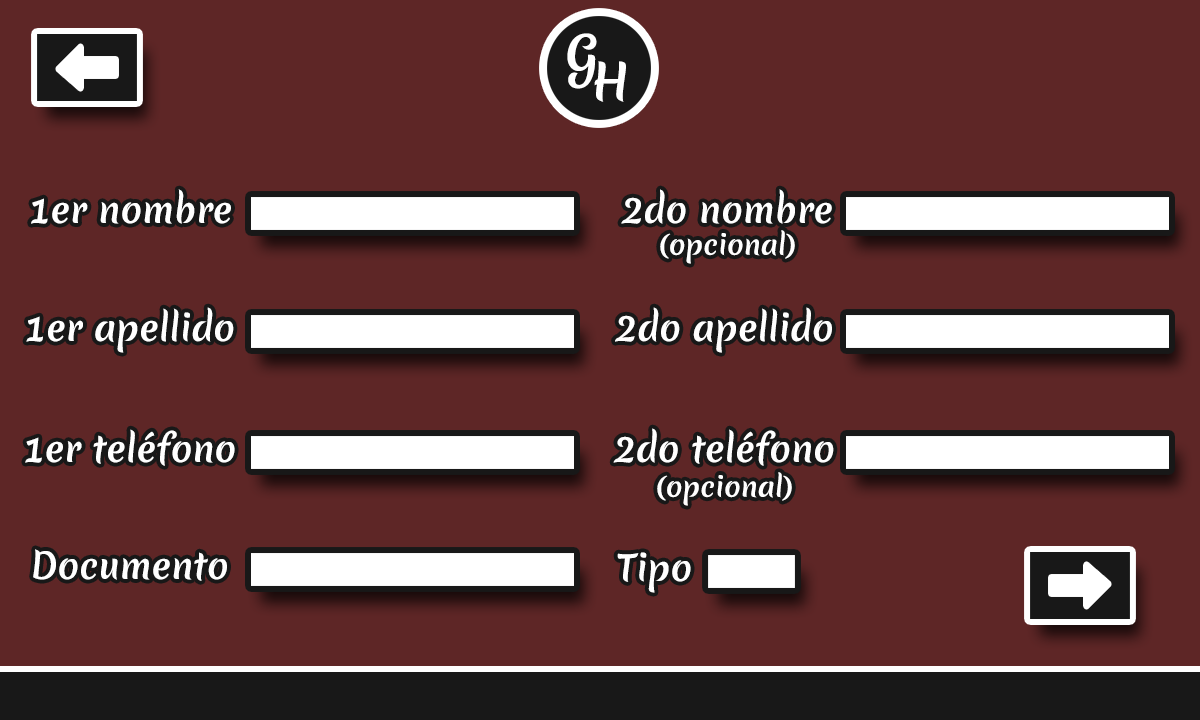 GH
1er nombre
2do nombre
(opcional)
1er apellido
2do apellido
1er teléfono
2do teléfono
(opcional)
Documento
Tipo